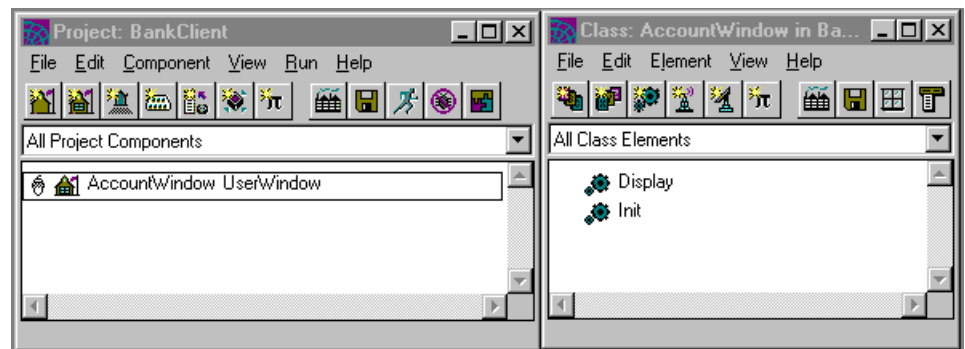 Project: BankClient
File Edit Component View Run Help
All Project Components
AccountWindow UserWindow
Class: AccountWindow in Ba...
File Edit Element View Help
All Class Elements
Display
Init